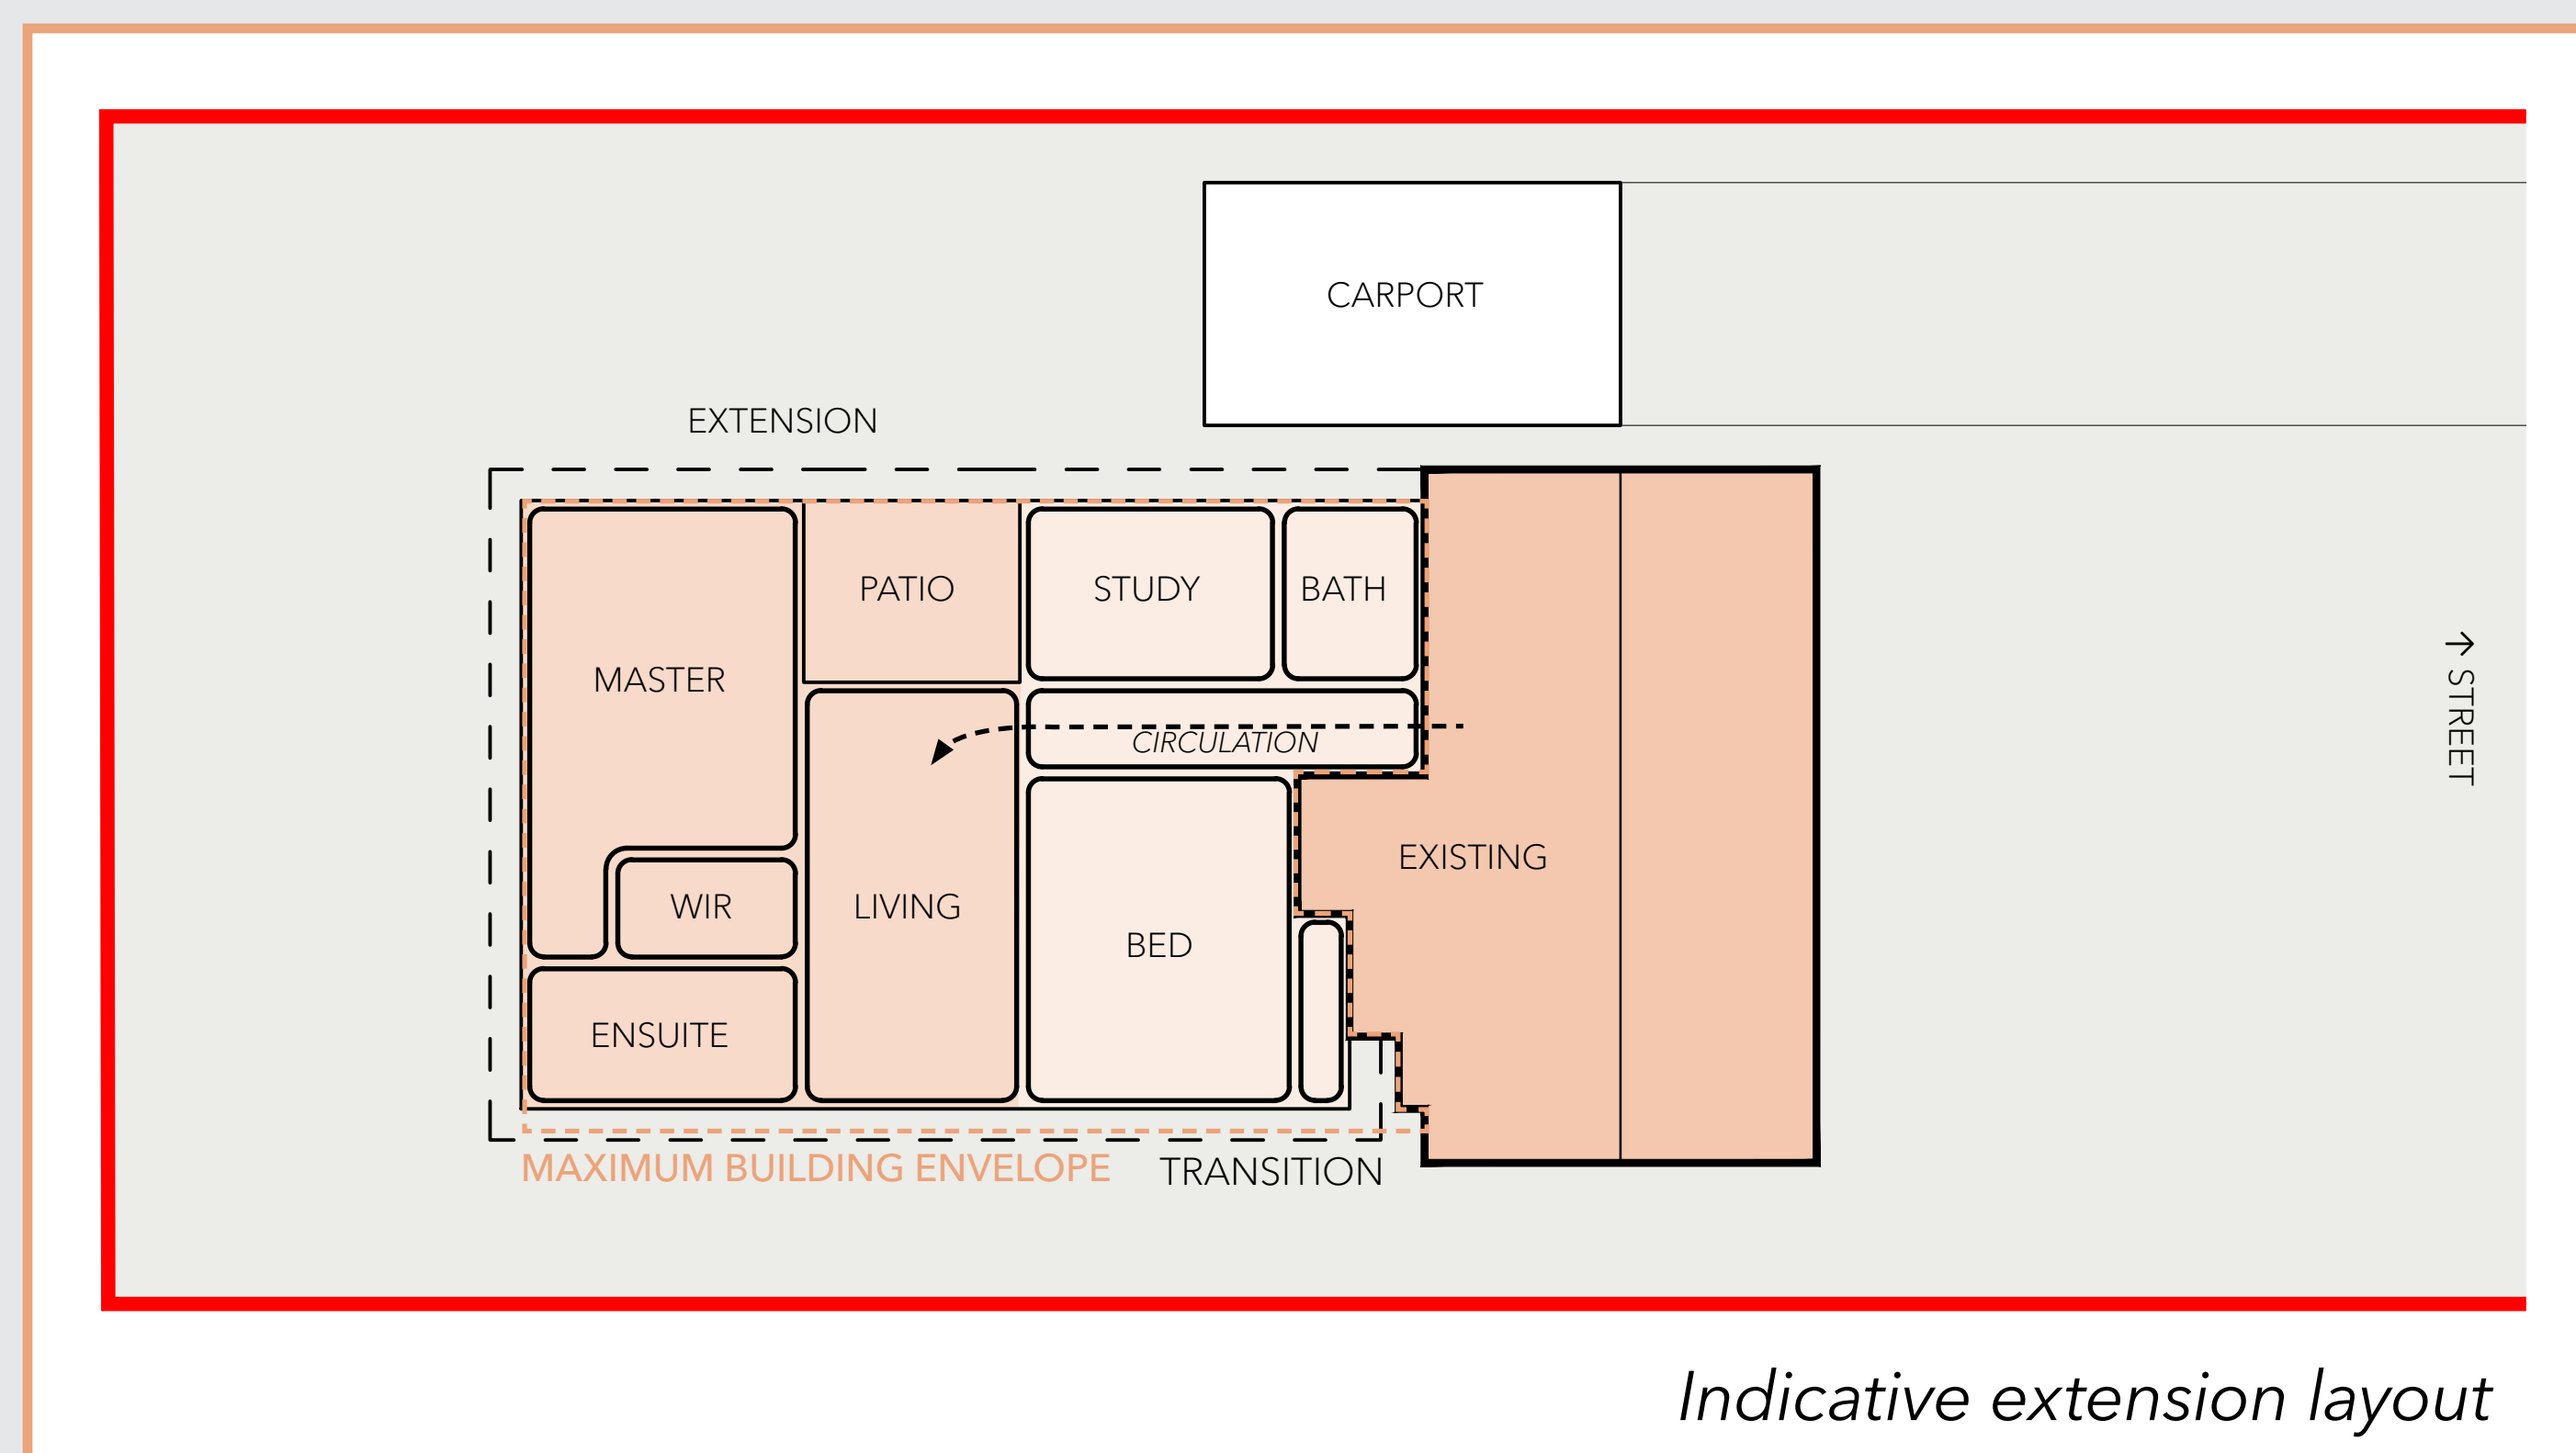 CARPORT
EXTENSION
PATIO
STUDY
BATH
MASTER
→ STREET
CIRCULATION
EXISTING
WIR
LIVING
BED
ENSUITE
MAXIMUM BUILDING ENVELOPE
TRANSITION
Indicative extension layout